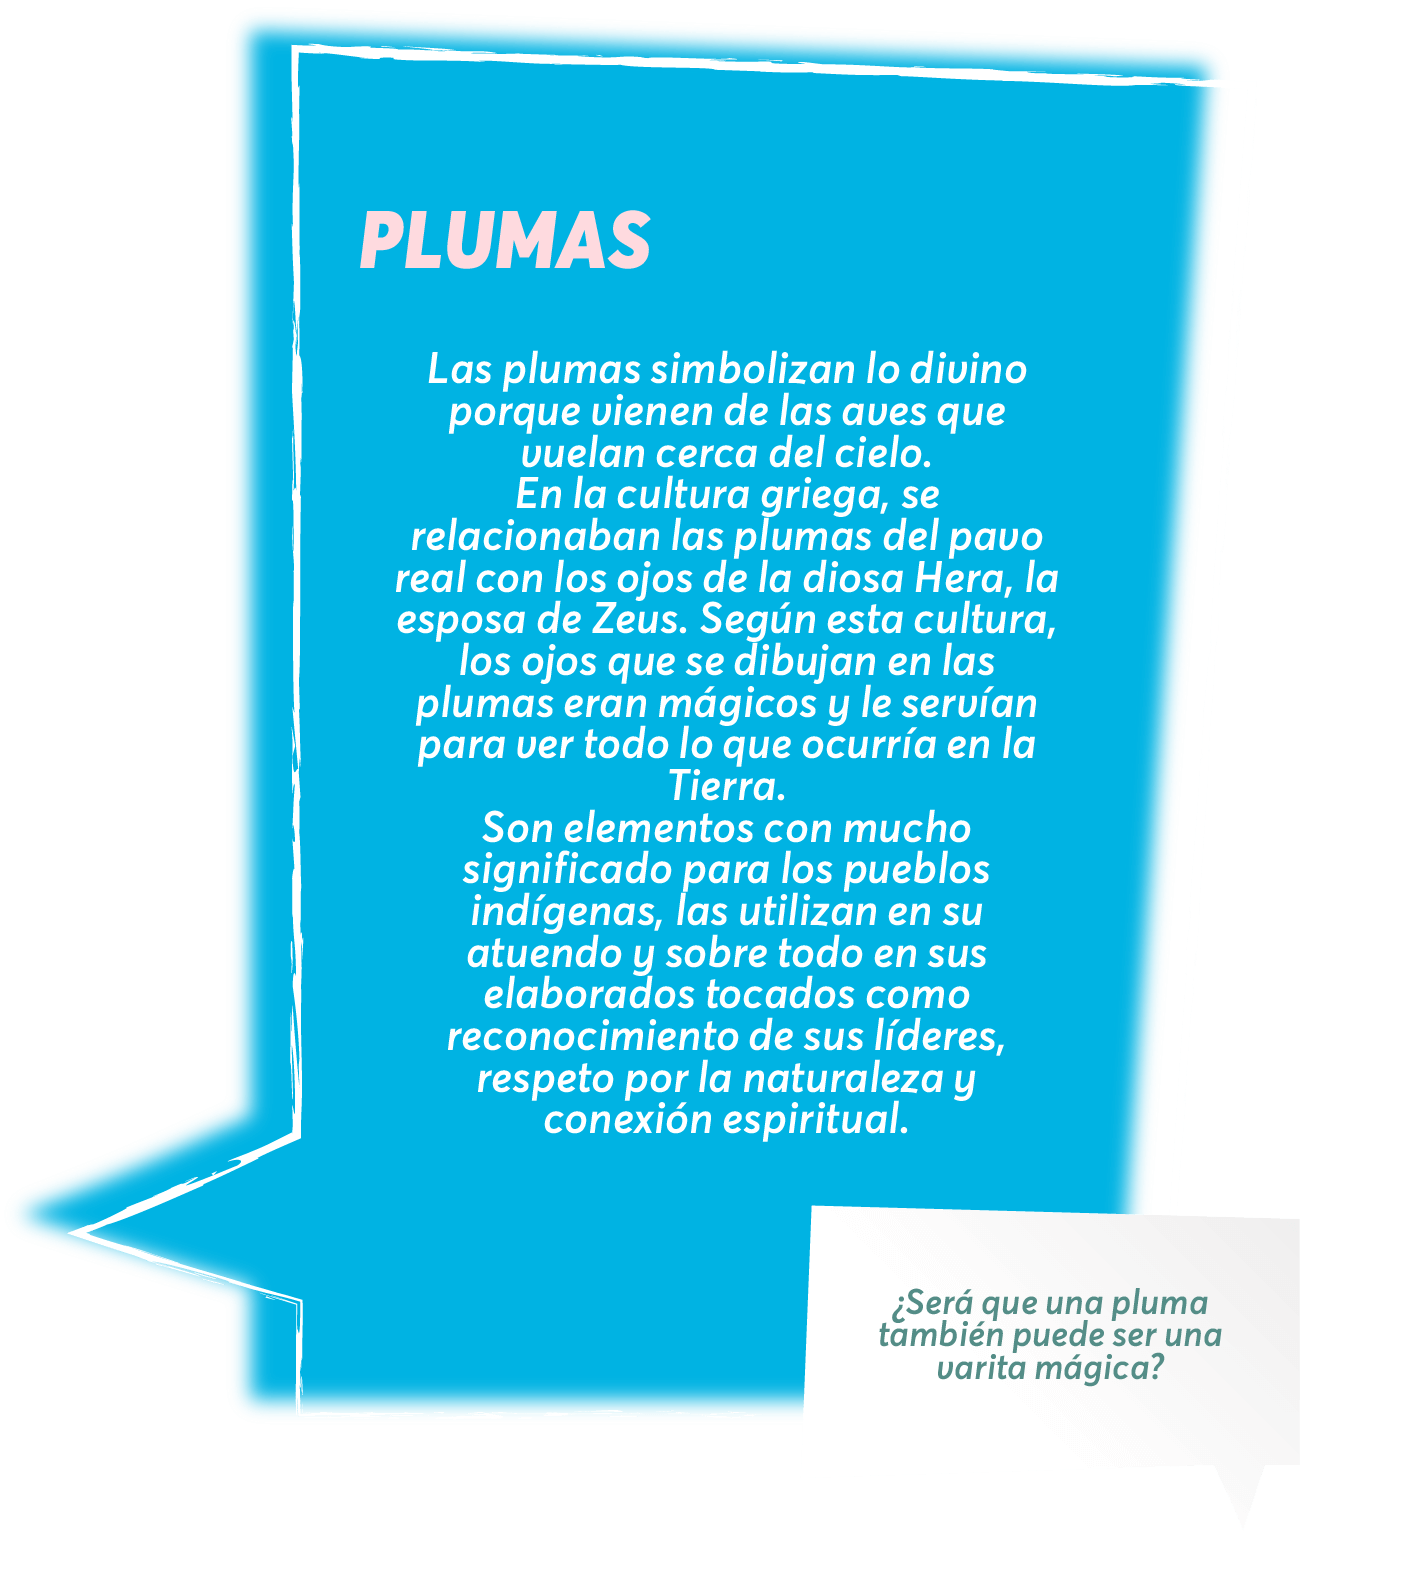 PLUMAS
Las plumas simbolizan lo divino
porque vienen de las aves que
vuelan cerca del cielo.
En la cultura griega, se
relacionaban las plumas del pavo
real con los ojos de la diosa Hera, la
esposa de Zeus. Según esta cultura,
los ojos que se dibujan en las
plumas eran mágicos y le servían
para ver todo lo que ocurría en la
Tierra.
Son elementos con mucho
significado para los pueblos
indígenas, las utilizan en su
atuendo y sobre todo en sus
elaborados tocados como
reconocimiento de sus líderes,
respeto por la naturaleza y
conexión espiritual.
¿Será que una pluma
también puede ser una
varita mágica?